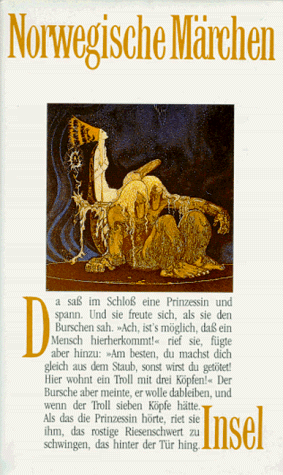 Norwegische Märchen
Da saß im Schloß eine Prinzessin und
spann. Und sie freute sich, als sie den
Burschen sah. »Ach, ist's möglich, daß ein
Mensch hierherkommt!« rief sie, fügte
aber hinzu: »Am besten, du machst dich
gleich aus dem Staub, sonst wirst du getötet!
Hier wohnt ein Troll mit drei Köpfen!« Der
Bursche aber meinte, er wolle dableiben, und
wenn der Troll sieben Köpfe hätte.
Als das die Prinzessin hörte, riet sie
ihm, das rostige Riesenschwert zu
schwingen, das hinter der Tür hing.
Insel